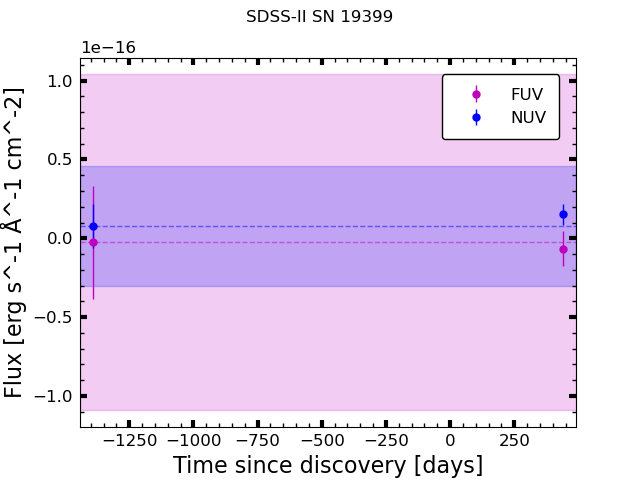 SDSS-II SN 19399
1e−16
FUV
NUV
1.0
0.5
0.0
−0.5
−1.0
Flux [erg s^-1 Å^-1 cm^-2]
−1250 −1000 −750 −500 −250 0 250
Time since discovery [days]